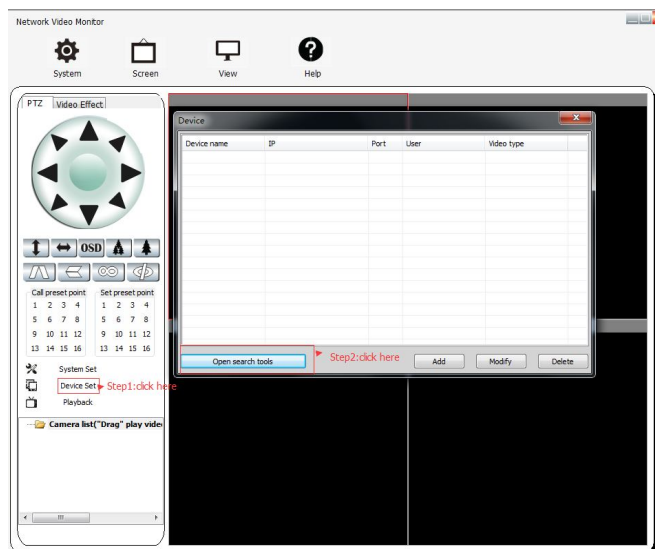 Network Video Monitor
System Screen View Help
PTZ Video Effect
Device
Device name IP Port User Video type
OSD
Call preset point Set preset point
1 2 3 4 1 2 3 4
5 6 7 8 5 6 7 8
9 10 11 12 9 10 11 12
13 14 15 16 13 14 15 16
Open search tools Step2:click here Add Modify Delete
System Set
Device Set Step1:click here
Playback
Camera list("Drag" play vide